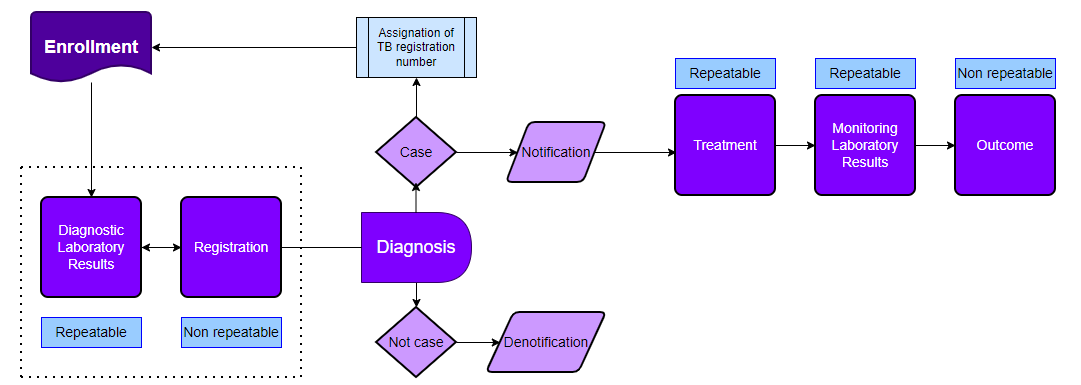 Enrollment
Assignation of
TB registration
number
Repeatable
Repeatable
Non repeatable
Case
Notification
Treatment
Monitoring
Laboratory
Results
Outcome
Diagnostic
Laboratory
Results
Registration
Diagnosis
Repeatable
Non repeatable
Not case
Denotification